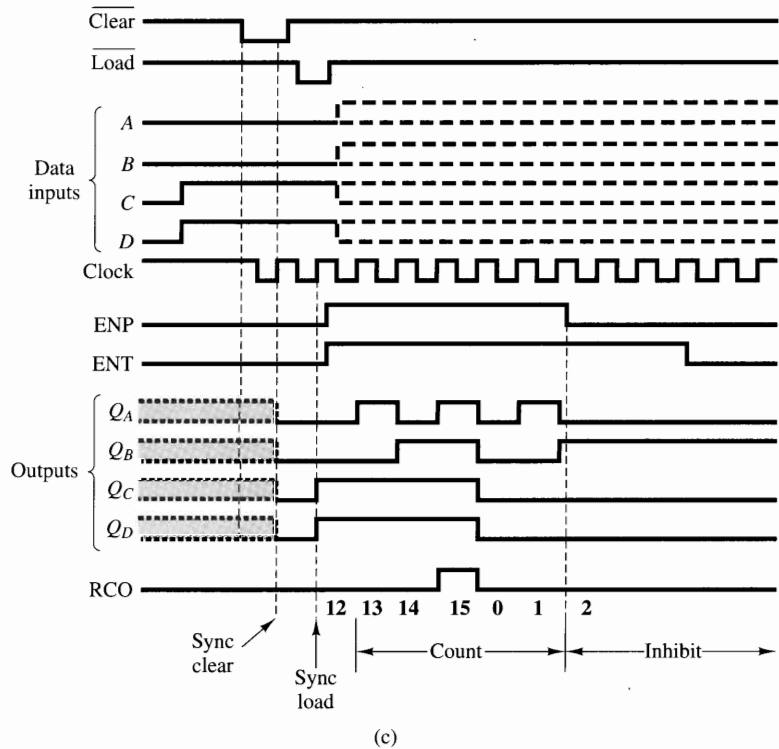 Clear
Load
A
B
Data
inputs
C
D
Clock
ENP
ENT
Q_A
Q_B
Outputs
Q_C
Q_D
RCO
12 13 14 15 0 1 2
Sync
clear
Sync
load
Count
Inhibit
(c)